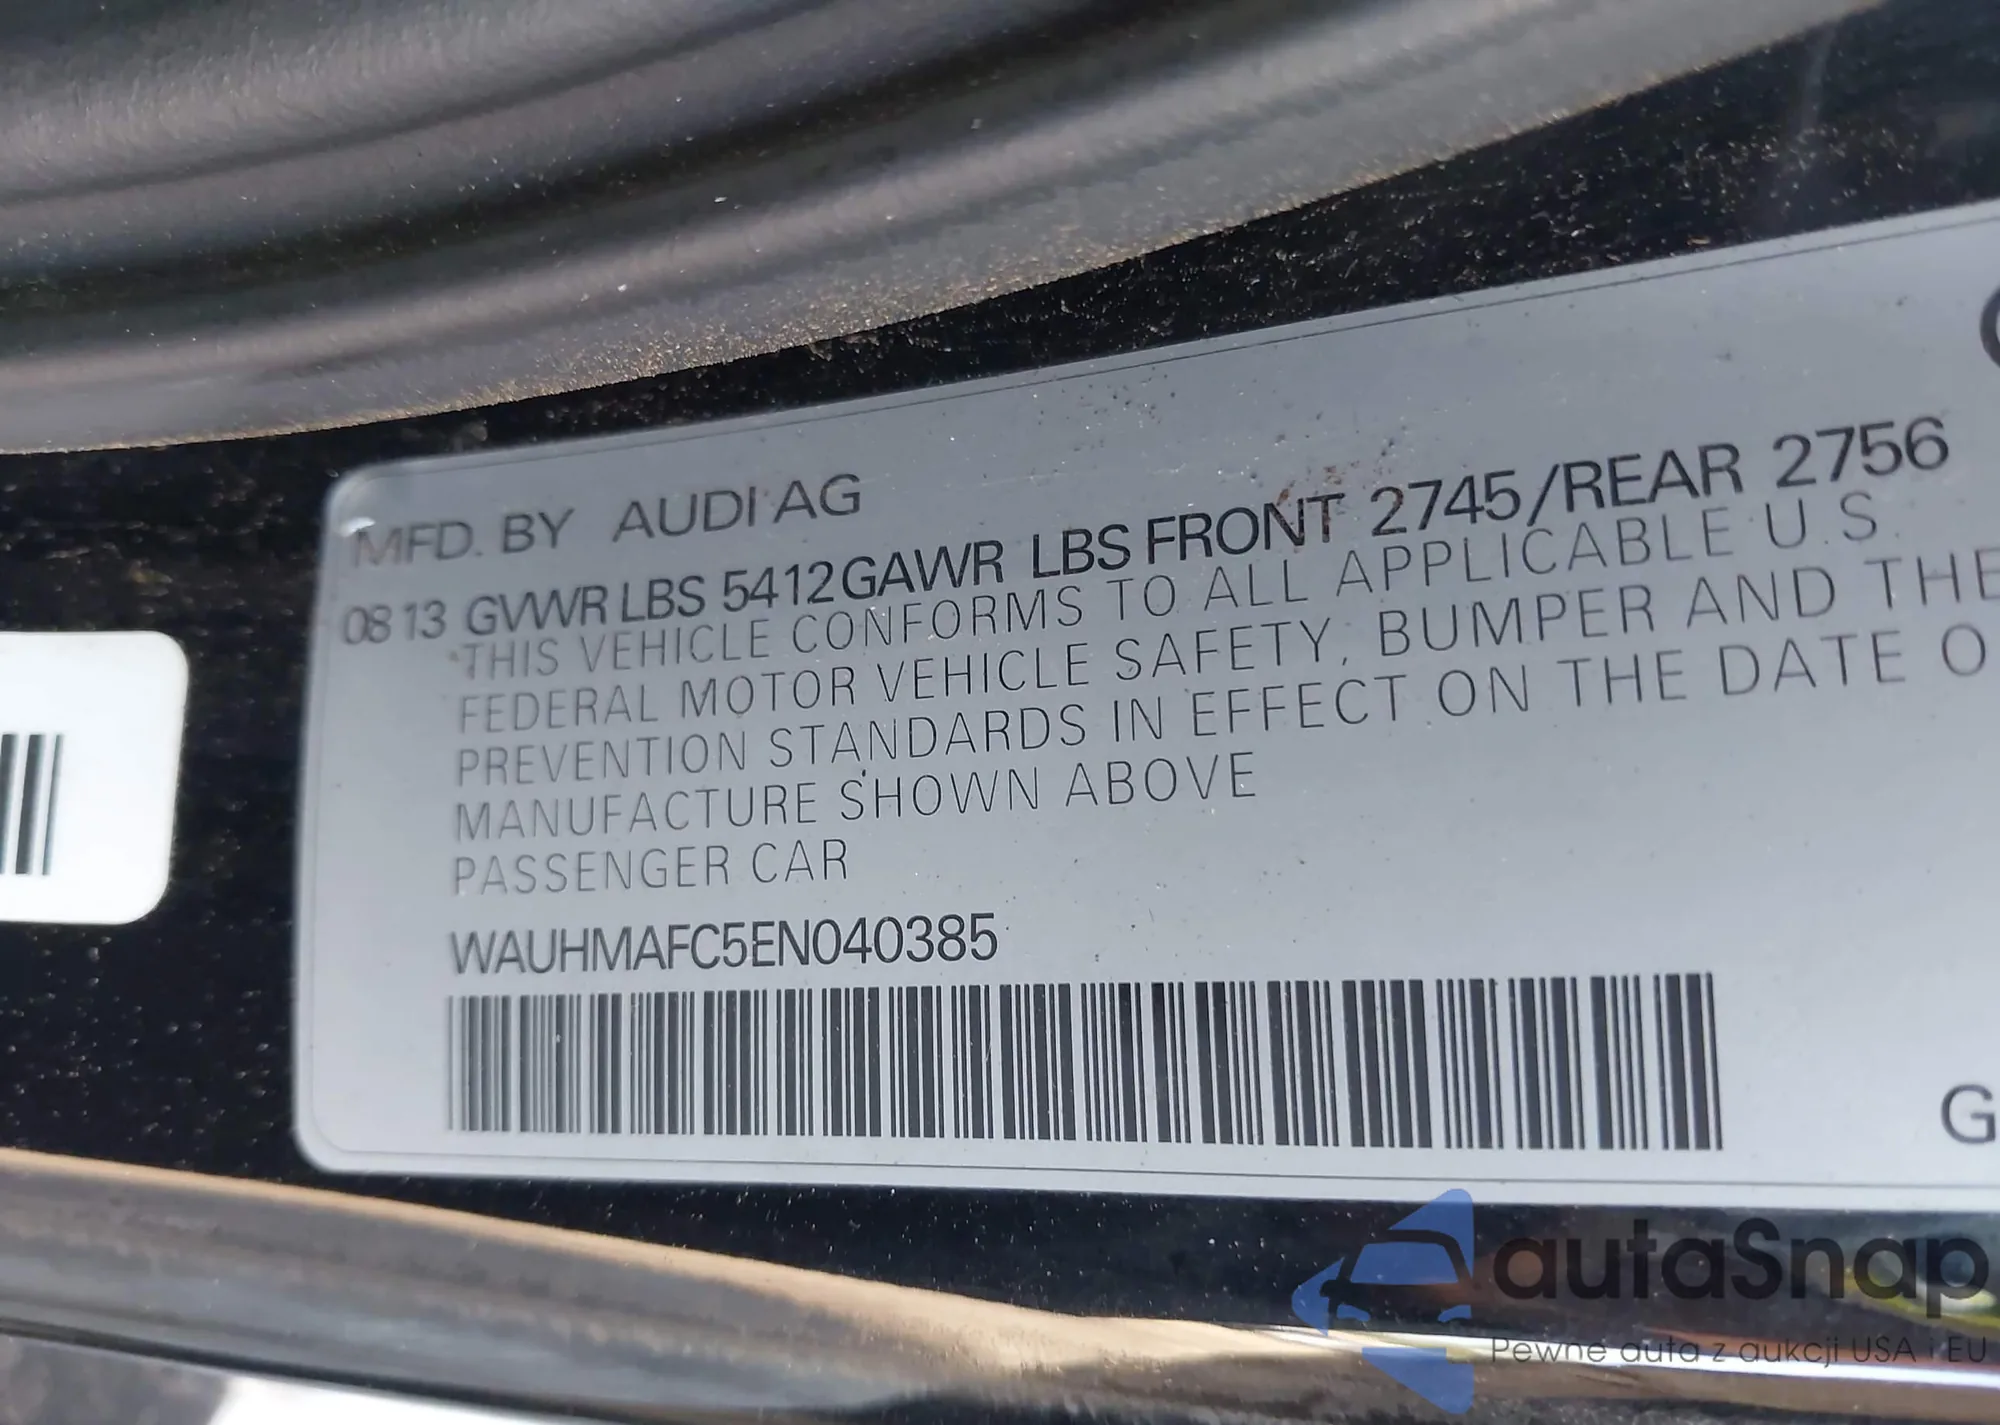 MFD. BY AUDI AG
08 13 GVWR LBS 5412 GAWR LBS FRONT 2745/REAR 2756
THIS VEHICLE CONFORMS TO ALL APPLICABLE U.S.
FEDERAL MOTOR VEHICLE SAFETY, BUMPER AND THE
PREVENTION STANDARDS IN EFFECT ON THE DATE O
MANUFACTURE SHOWN ABOVE
PASSENGER CAR
WAUHMAFC5EN040385
G
autaSnap
Pewne auta z aukcji USA i EU